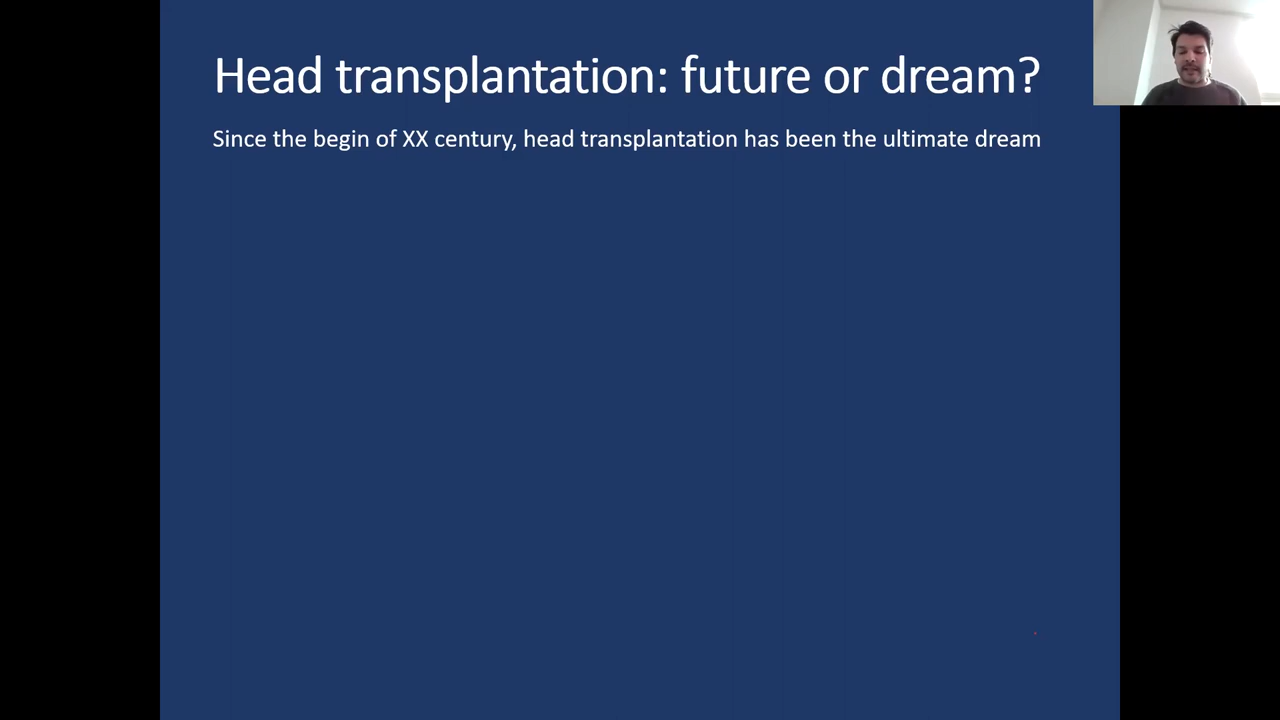 Head transplantation: future or dream?
Since the begin of XX century, head transplantation has been the ultimate dream